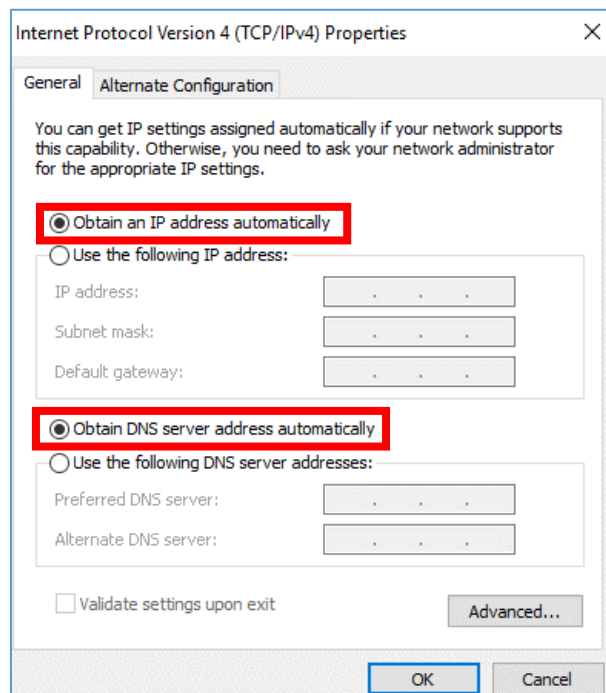 Internet Protocol Version 4 (TCP/IPv4) Properties
General
Alternate Configuration
You can get IP settings assigned automatically if your network supports
this capability. Otherwise, you need to ask your network administrator
for the appropriate IP settings.
Obtain an IP address automatically
Use the following IP address:
IP address:
Subnet mask:
Default gateway:
Obtain DNS server address automatically
Use the following DNS server addresses:
Preferred DNS server:
Alternate DNS server:
Validate settings upon exit
Advanced...
OK
Cancel